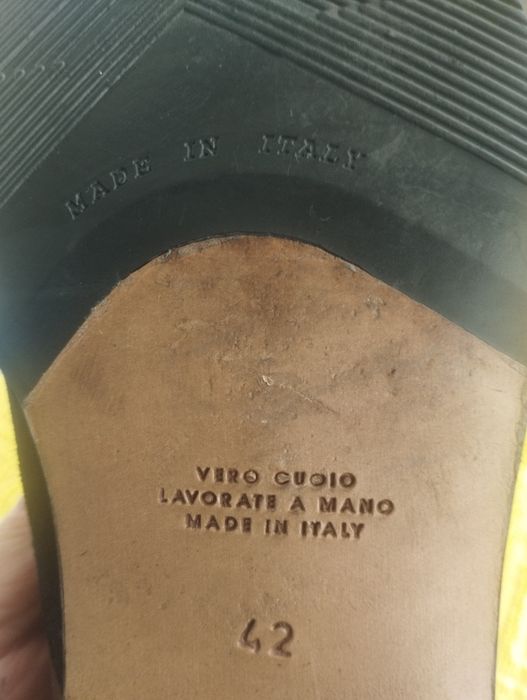 MADE IN ITALY
VERO CUOIO
LAVORATE A MANO
MADE IN ITALY
42